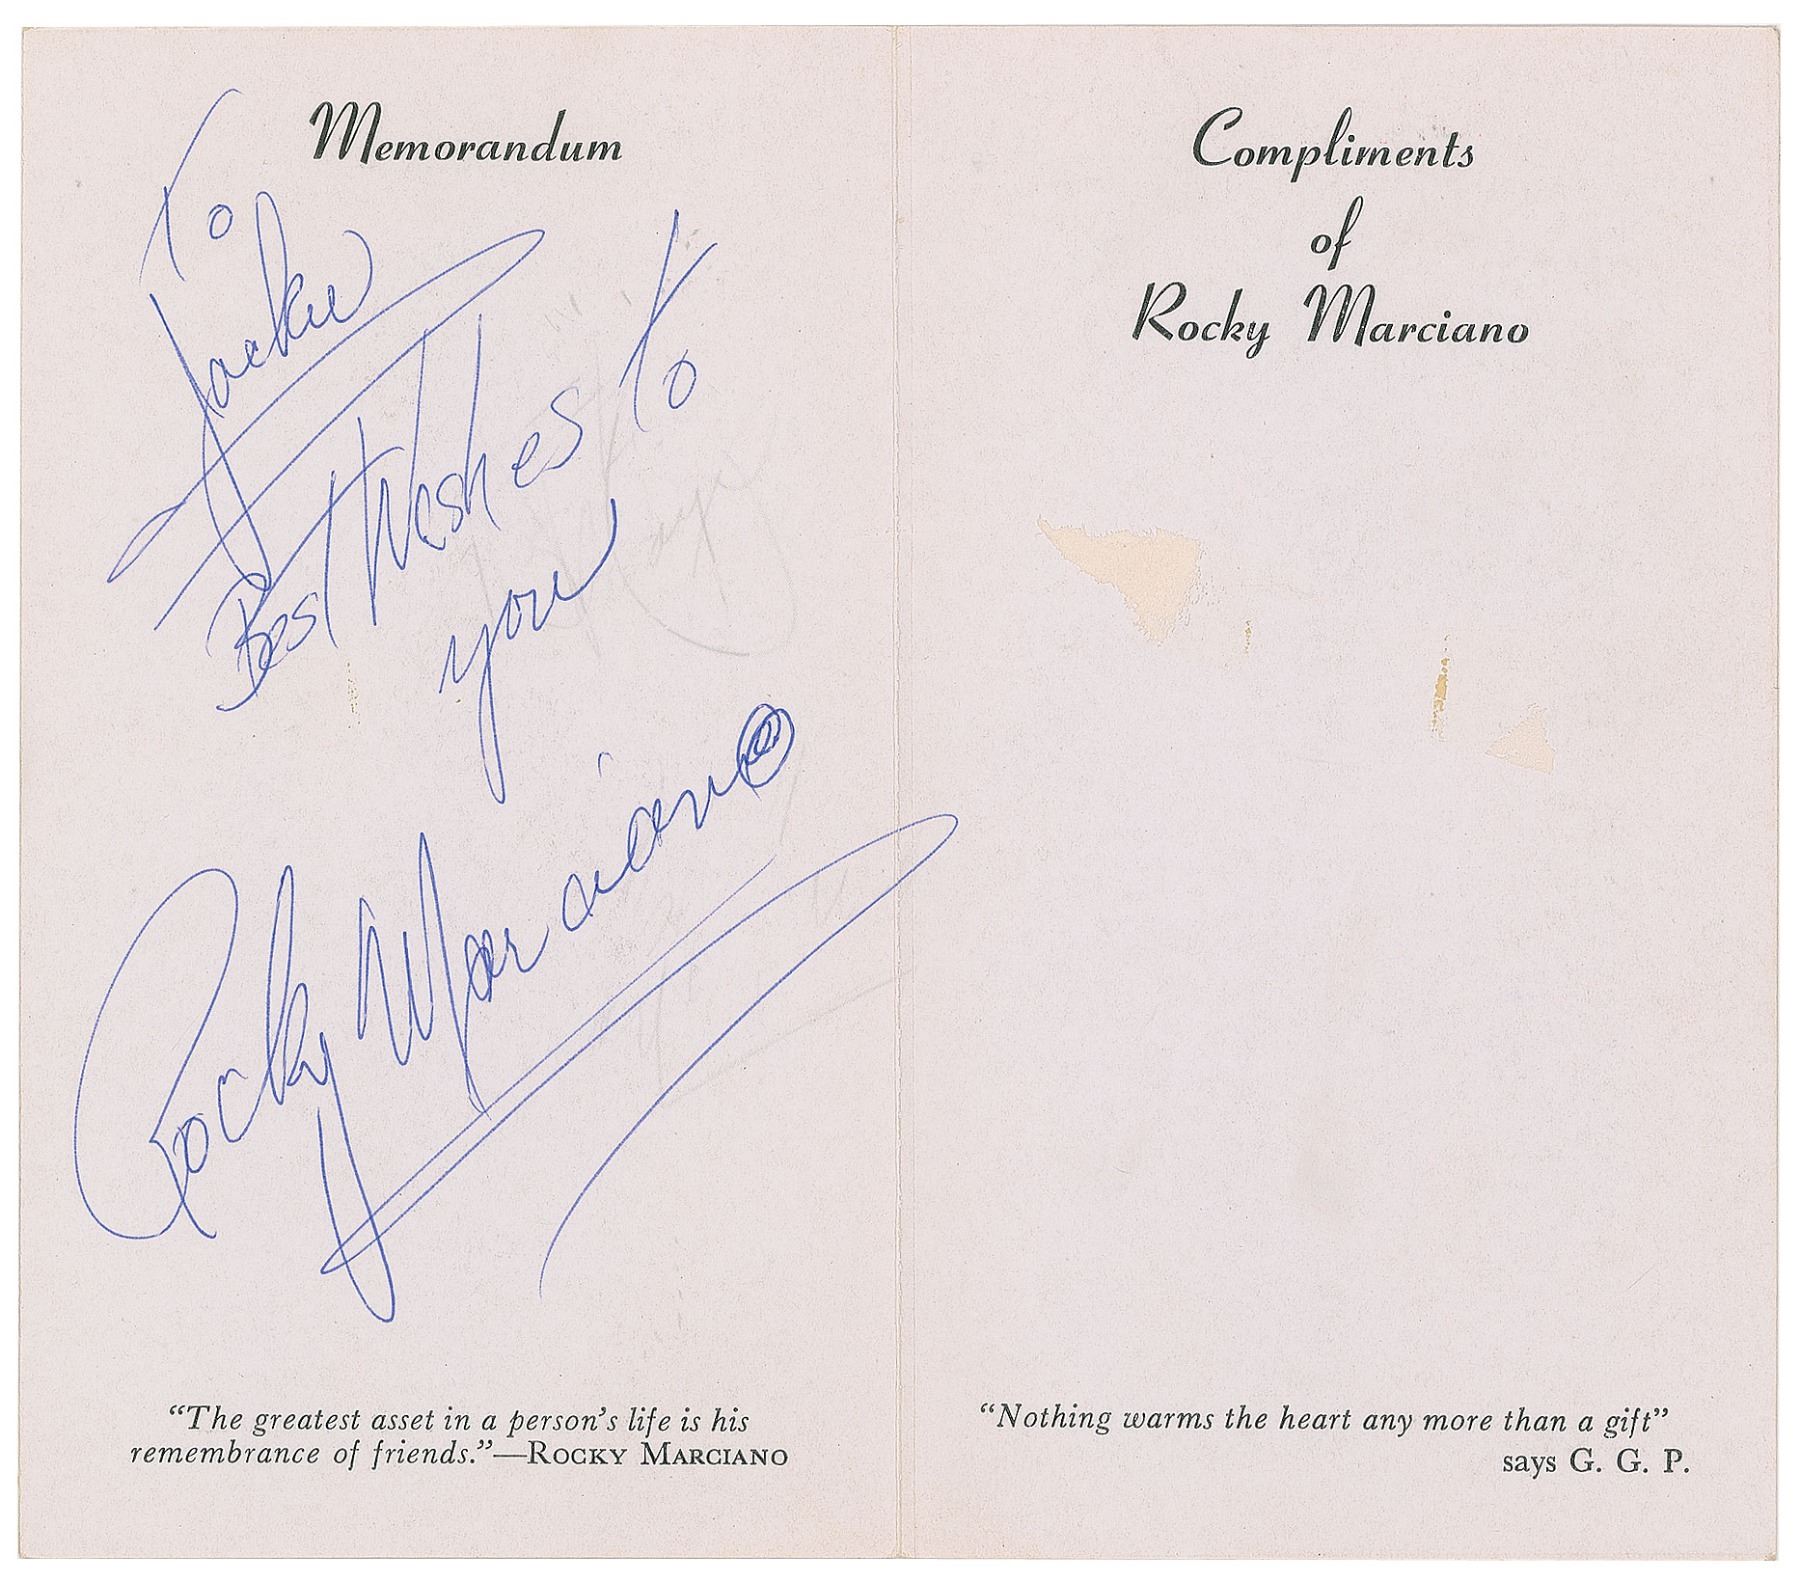 Memorandum
To
Jackie
Best Wishes to
you
Rocky Marciano
"The greatest asset in a person's life is his
remembrance of friends."—ROCKY MARCIANO
Compliments
of
Rocky Marciano
"Nothing warms the heart any more than a gift"
says G. G. P.